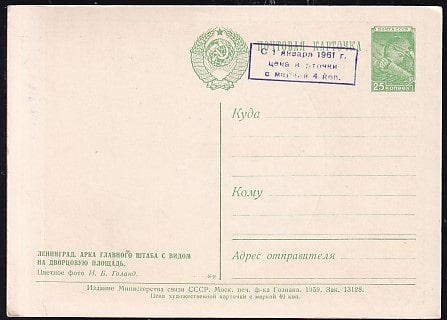 ПОЧТОВАЯ КАРТОЧКА
С 1 января 1961 г.
цена карточки
с маркой 4 коп.
ПОЧТА СССР
25 КОПЕЕК
Куда
Кому
Адрес отправителя
ЛЕНИНГРАД. АРКА ГЛАВНОГО ШТАБА С ВИДОМ
НА ДВОРЦОВУЮ ПЛОЩАДЬ.
Цветное фото И. Б. Голанд.
Издание Министерства связи СССР. Моск. печ. ф-ка Гознака. 1959. Зак. 13128.
Цена художественной карточки с маркой 40 коп.